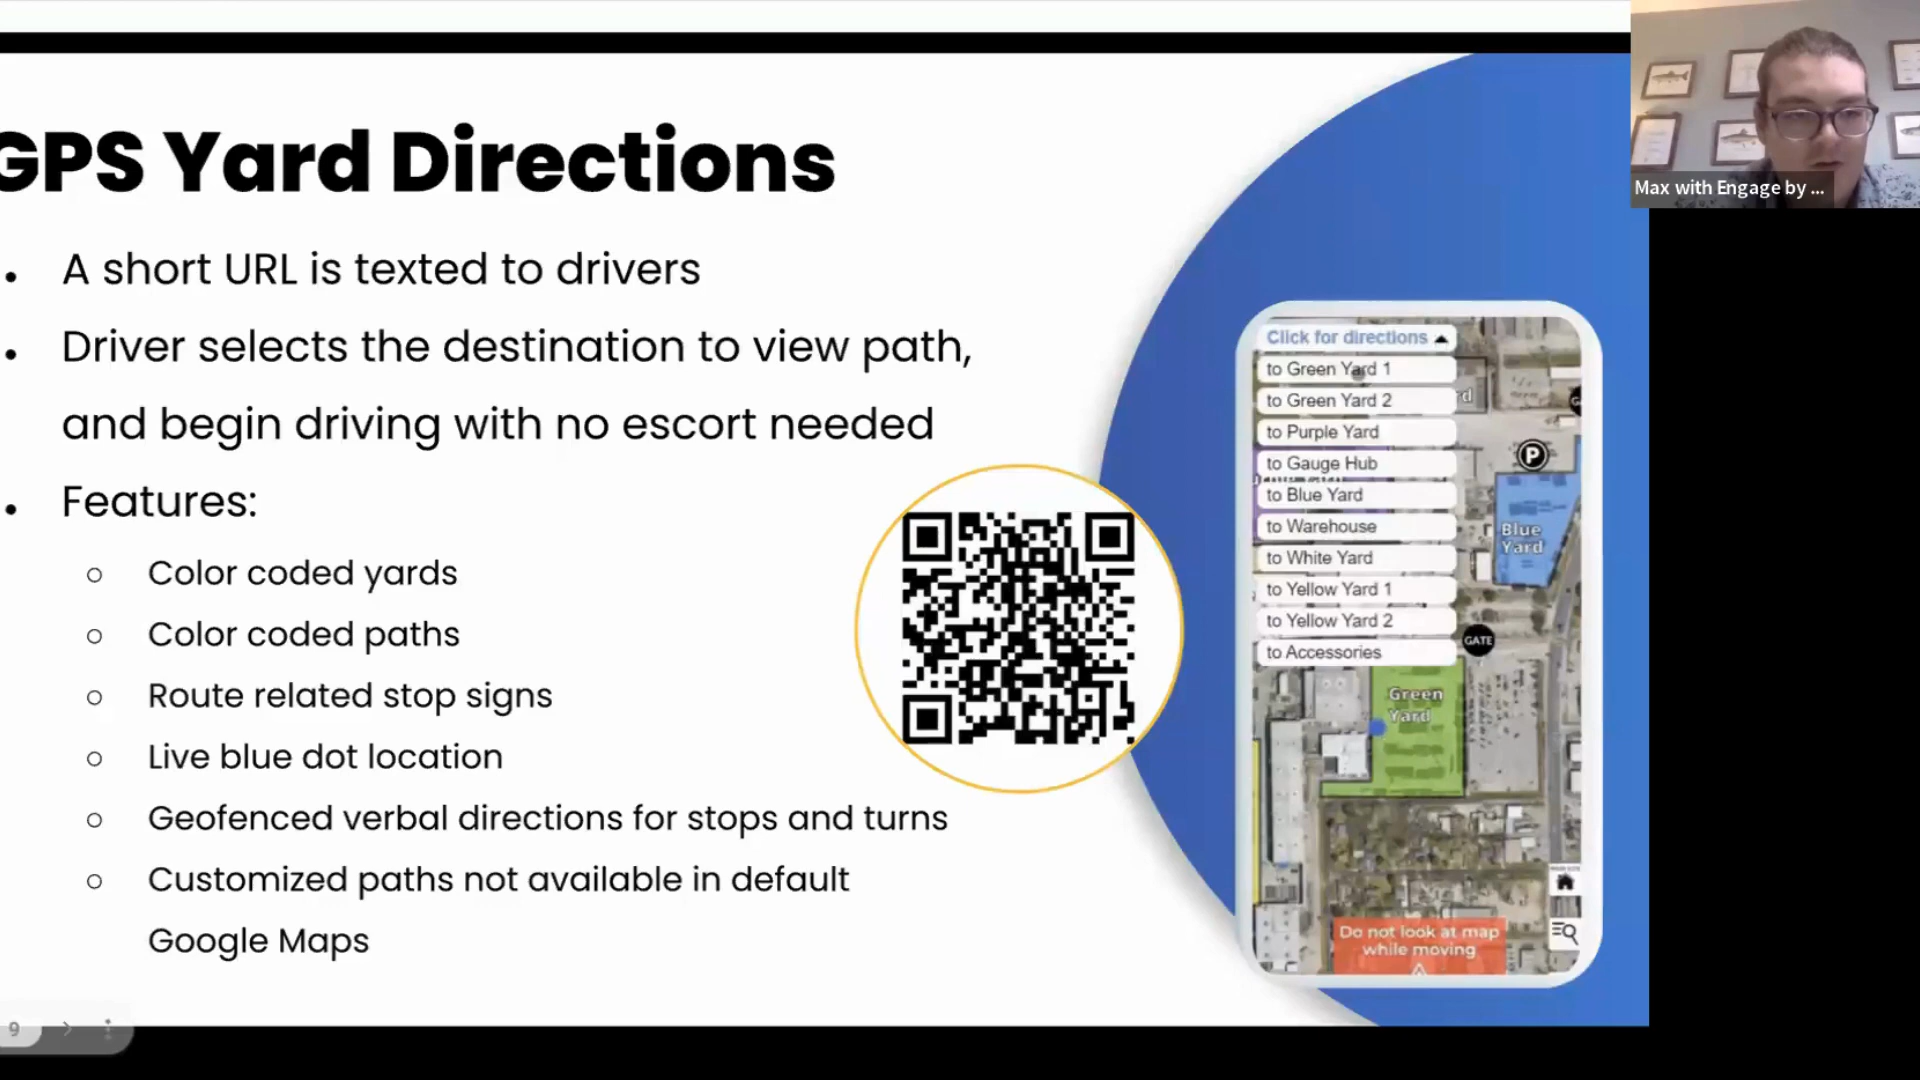 GPS Yard Directions
• A short URL is texted to drivers
• Driver selects the destination to view path,
and begin driving with no escort needed
• Features:
○ Color coded yards
○ Color coded paths
○ Route related stop signs
○ Live blue dot location
○ Geofenced verbal directions for stops and turns
○ Customized paths not available in default
Google Maps
Click for directions
to Green Yard 1
to Green Yard 2
to Purple Yard
to Gauge Hub
to Blue Yard
to Warehouse
to White Yard
to Yellow Yard 1
to Yellow Yard 2
to Accessories
P
Blue
Yard
GATE
Green
Yard
Do not look at map
while moving
Max with Engage by ...
9